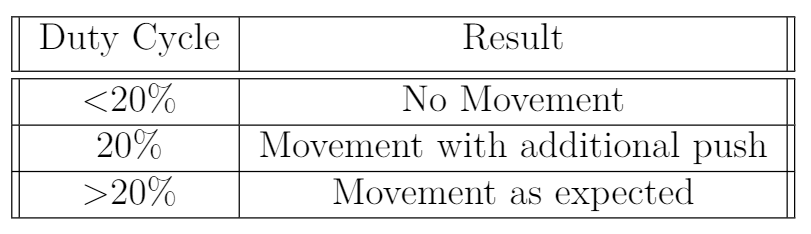 Duty Cycle Result
<20% No Movement
20% Movement with additional push
>20% Movement as expected